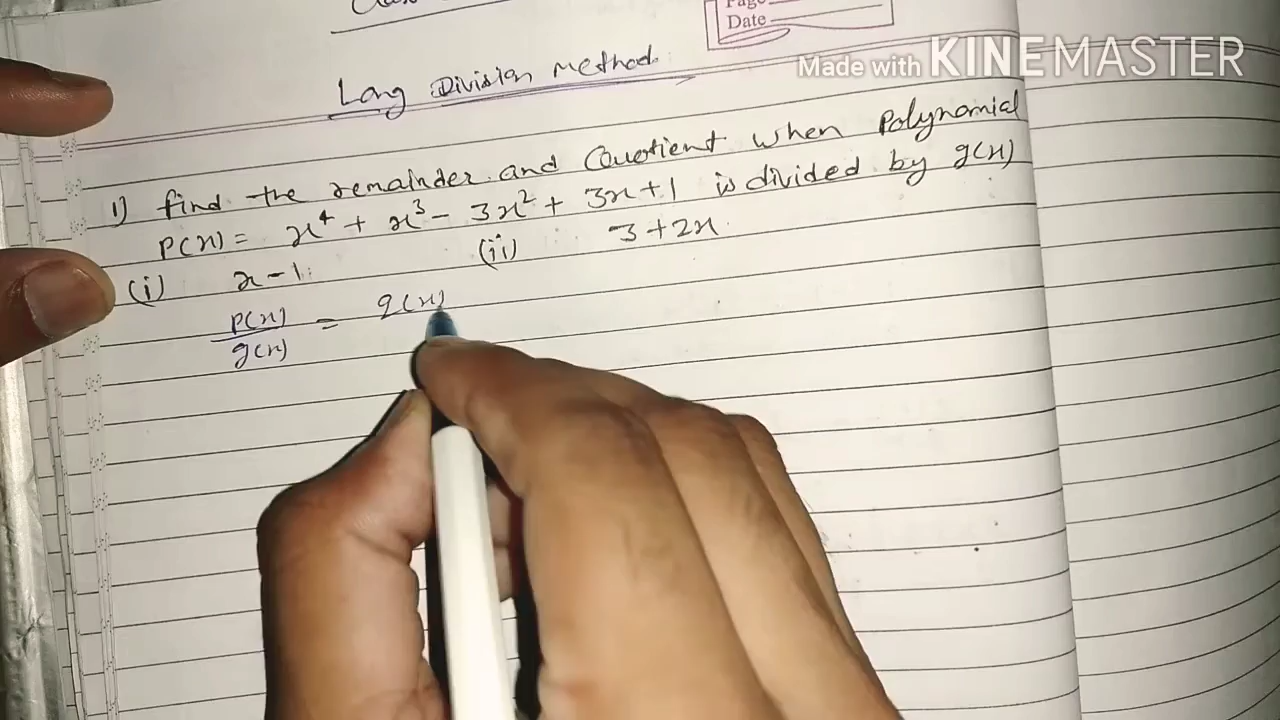 Page
Date
Made with KINEMASTER
Long Division Method.
1) find the remainder and Quotient when Polynomial
P(x) = x⁴ + x³ - 3x² + 3x + 1 is divided by g(x)
(i) x-1. (ii) 3+2x.
P(x)/g(x) = q(x)